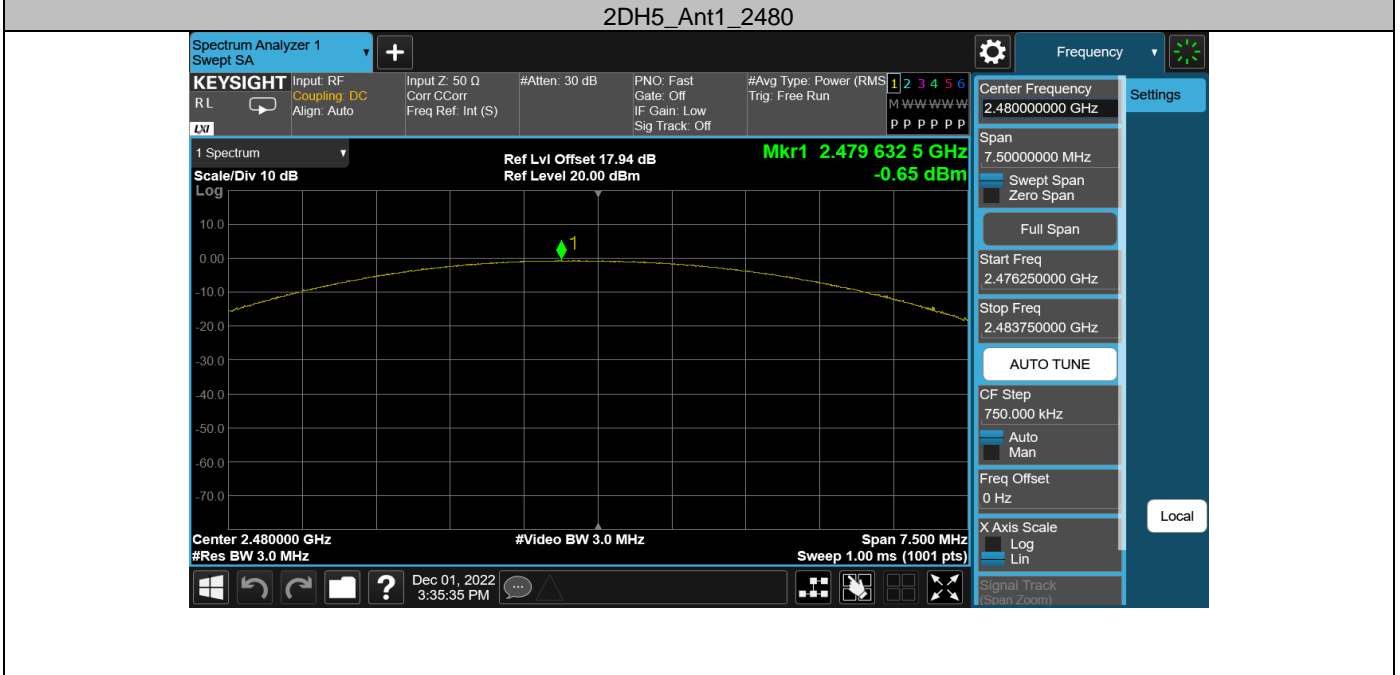 2DH5_Ant1_2480
Spectrum Analyzer 1
Swept SA
Frequency
KEYSIGHT
RL
LXI
Input: RF
Coupling: DC
Align: Auto
Input Z: 50 Ω
Corr CCorr
Freq Ref: Int (S)
#Atten: 30 dB
PNO: Fast
Gate: Off
IF Gain: Low
Sig Track: Off
#Avg Type: Power (RMS
Trig: Free Run
1 2 3 4 5 6
M W W W W W
P P P P P P
1 Spectrum
Scale/Div 10 dB
Log
Ref Lvl Offset 17.94 dB
Ref Level 20.00 dBm
Mkr1 2.479 632 5 GHz
-0.65 dBm
1
10.0
0.00
-10.0
-20.0
-30.0
-40.0
-50.0
-60.0
-70.0
Center 2.480000 GHz
#Res BW 3.0 MHz
#Video BW 3.0 MHz
Span 7.500 MHz
Sweep 1.00 ms (1001 pts)
Dec 01, 2022
3:35:35 PM
Center Frequency
2.480000000 GHz
Span
7.50000000 MHz
Swept Span
Zero Span
Full Span
Start Freq
2.476250000 GHz
Stop Freq
2.483750000 GHz
AUTO TUNE
CF Step
750.000 kHz
Auto
Man
Freq Offset
0 Hz
X Axis Scale
Log
Lin
Signal Track
(Span Zoom)
Settings
Local